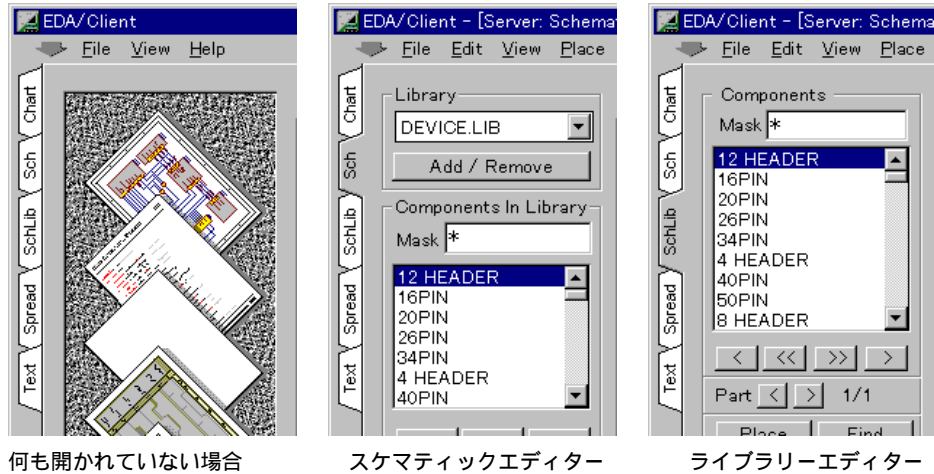 EDA/Client
File View Help
Chart
Sch
SchLib
Spread
Text
何も開かれていない場合
EDA/Client - [Server: Schemat
File Edit View Place
Chart
Sch
SchLib
Spread
Text
Library
DEVICE.LIB
Add / Remove
Components In Library
Mask *
12 HEADER
16PIN
20PIN
26PIN
34PIN
4 HEADER
40PIN
スケマティックエディター
EDA/Client - [Server: Schema
File Edit View Place
Chart
Sch
SchLib
Spread
Text
Components
Mask *
12 HEADER
16PIN
20PIN
26PIN
34PIN
4 HEADER
40PIN
50PIN
8 HEADER
< << >> >
Part < > 1/1
Place Find
ライブラリーエディター